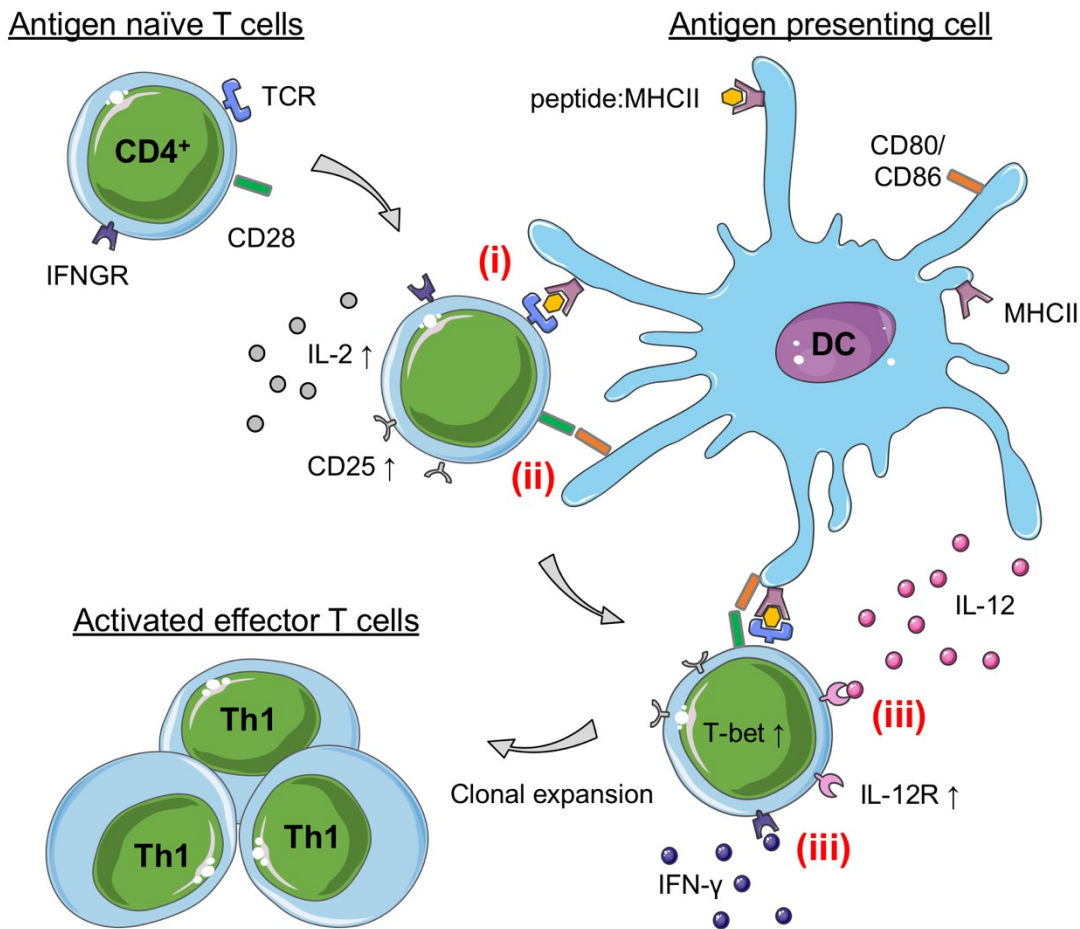 Antigen naïve T cells
Antigen presenting cell
TCR
CD4+
CD28
IFNGR
peptide:MHCII
CD80/
CD86
MHCII
DC
(i)
IL-2 ↑
CD25 ↑
(ii)
IL-12
(iii)
T-bet ↑
IL-12R ↑
(iii)
IFN-γ
Clonal expansion
Activated effector T cells
Th1
Th1
Th1